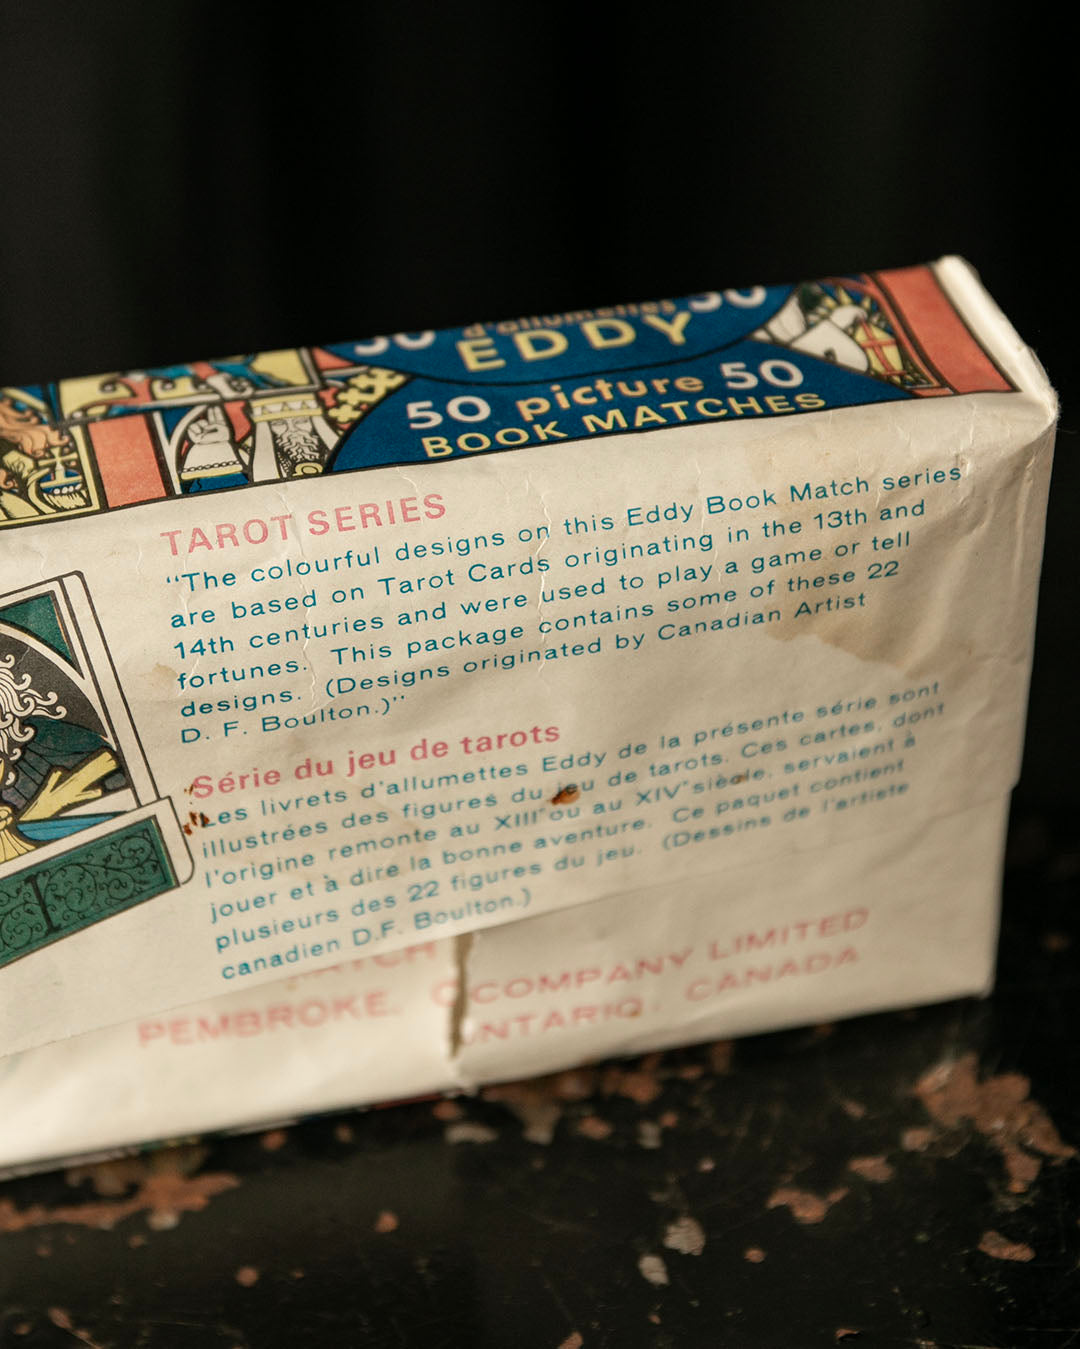 50 d'allumettes 50
EDDY
50 picture 50
BOOK MATCHES
TAROT SERIES
“The colourful designs on this Eddy Book Match series
are based on Tarot Cards originating in the 13th and
14th centuries and were used to play a game or tell
fortunes. This package contains some of these 22
designs. (Designs originated by Canadian Artist
D. F. Boulton.)”
Série du jeu de tarots
Les livrets d'allumettes Eddy de la présente série sont
illustrées des figures du jeu de tarots. Ces cartes, dont
l'origine remonte au XIIIᵉ ou au XIVᵉ siècle, servaient à
jouer et à dire la bonne aventure. Ce paquet contient
plusieurs des 22 figures du jeu. (Dessins de l'artiste
canadien D.F. Boulton.)
COMPANY LIMITED
PEMBROKE, ONTARIO, CANADA